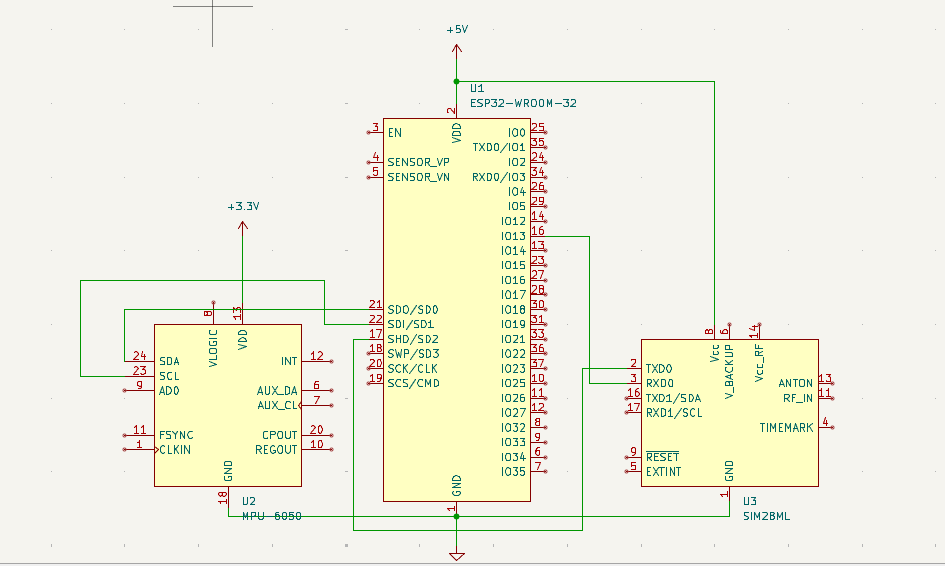 +5V
U1
ESP32-WROOM-32
2
VDD
3 EN
4 SENSOR_VP
5 SENSOR_VN
21 SDO/SD0
22 SDI/SD1
17 SHD/SD2
18 SWP/SD3
20 SCK/CLK
19 SCS/CMD
IO0 25
TXD0/IO1 35
IO2 24
RXD0/IO3 34
IO4 26
IO5 29
IO12 14
IO13 16
IO14 13
IO15 23
IO16 27
IO17 28
IO18 30
IO19 31
IO21 33
IO22 36
IO23 37
IO25 10
IO26 11
IO27 12
IO32 8
IO33 9
IO34 6
IO35 7
GND
1
+3.3V
8
13
VLOGIC
VDD
24 SDA
23 SCL
9 AD0
11 FSYNC
1 CLKIN
INT 12
AUX_DA 6
AUX_CL 7
CPOUT 20
REGOUT 10
GND
18
U2
MPU-6050
8
6
14
Vcc
V_BACKUP
Vcc_RF
2 TXD0
3 RXD0
16 TXD1/SDA
17 RXD1/SCL
9 RESET
5 EXTINT
ANTON 13
RF_IN 11
TIMEMARK 4
GND
1
U3
SIM28ML